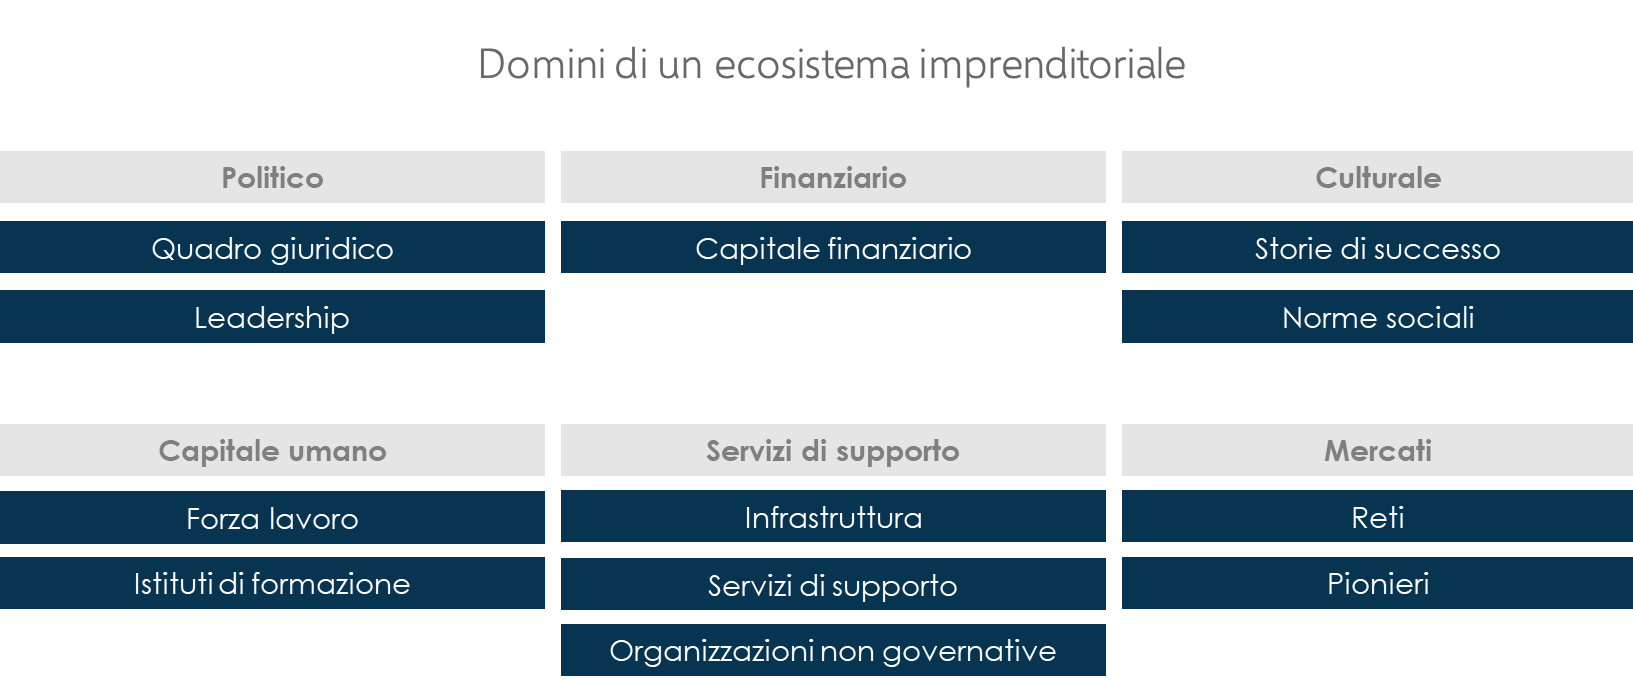 Domini di un ecosistema imprenditoriale
Politico
Finanziario
Culturale
Quadro giuridico
Capitale finanziario
Storie di successo
Leadership
Norme sociali
Capitale umano
Servizi di supporto
Mercati
Forza lavoro
Infrastruttura
Reti
Istituti di formazione
Servizi di supporto
Pionieri
Organizzazioni non governative